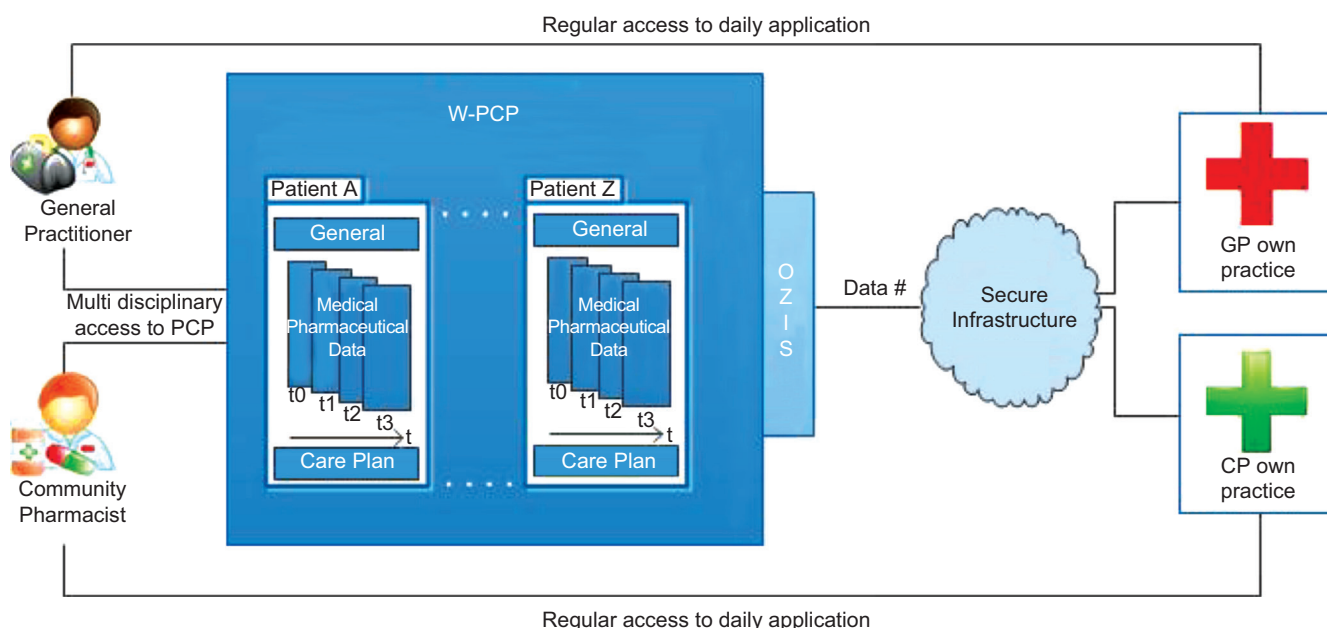 Regular access to daily application
General
Practitioner
Multi disciplinary
access to PCP
Community
Pharmacist
W-PCP
Patient A
General
Medical
Pharmaceutical
Data
t0
t1
t2
t3
t
Care Plan
Patient Z
General
Medical
Pharmaceutical
Data
t0
t1
t2
t3
t
Care Plan
OZIS
Data #
Secure
Infrastructure
GP own
practice
CP own
practice
Regular access to daily application